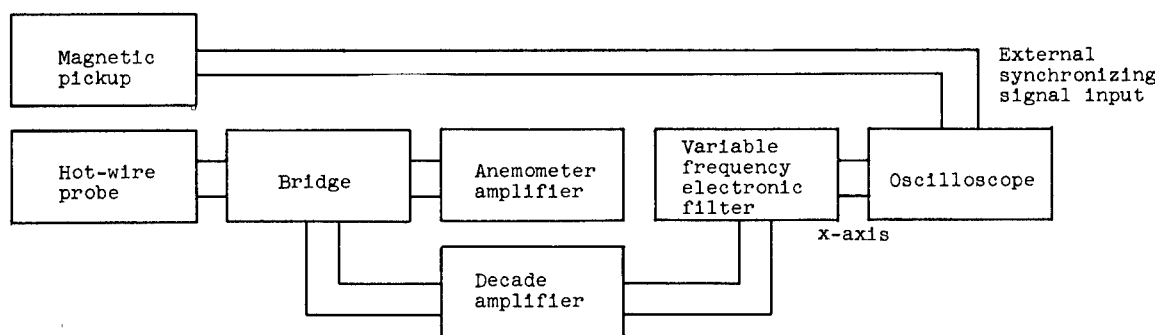 Magnetic
pickup
External
synchronizing
signal input
Hot-wire
probe
Bridge
Anemometer
amplifier
Variable
frequency
electronic
filter
Oscilloscope
x-axis
Decade
amplifier